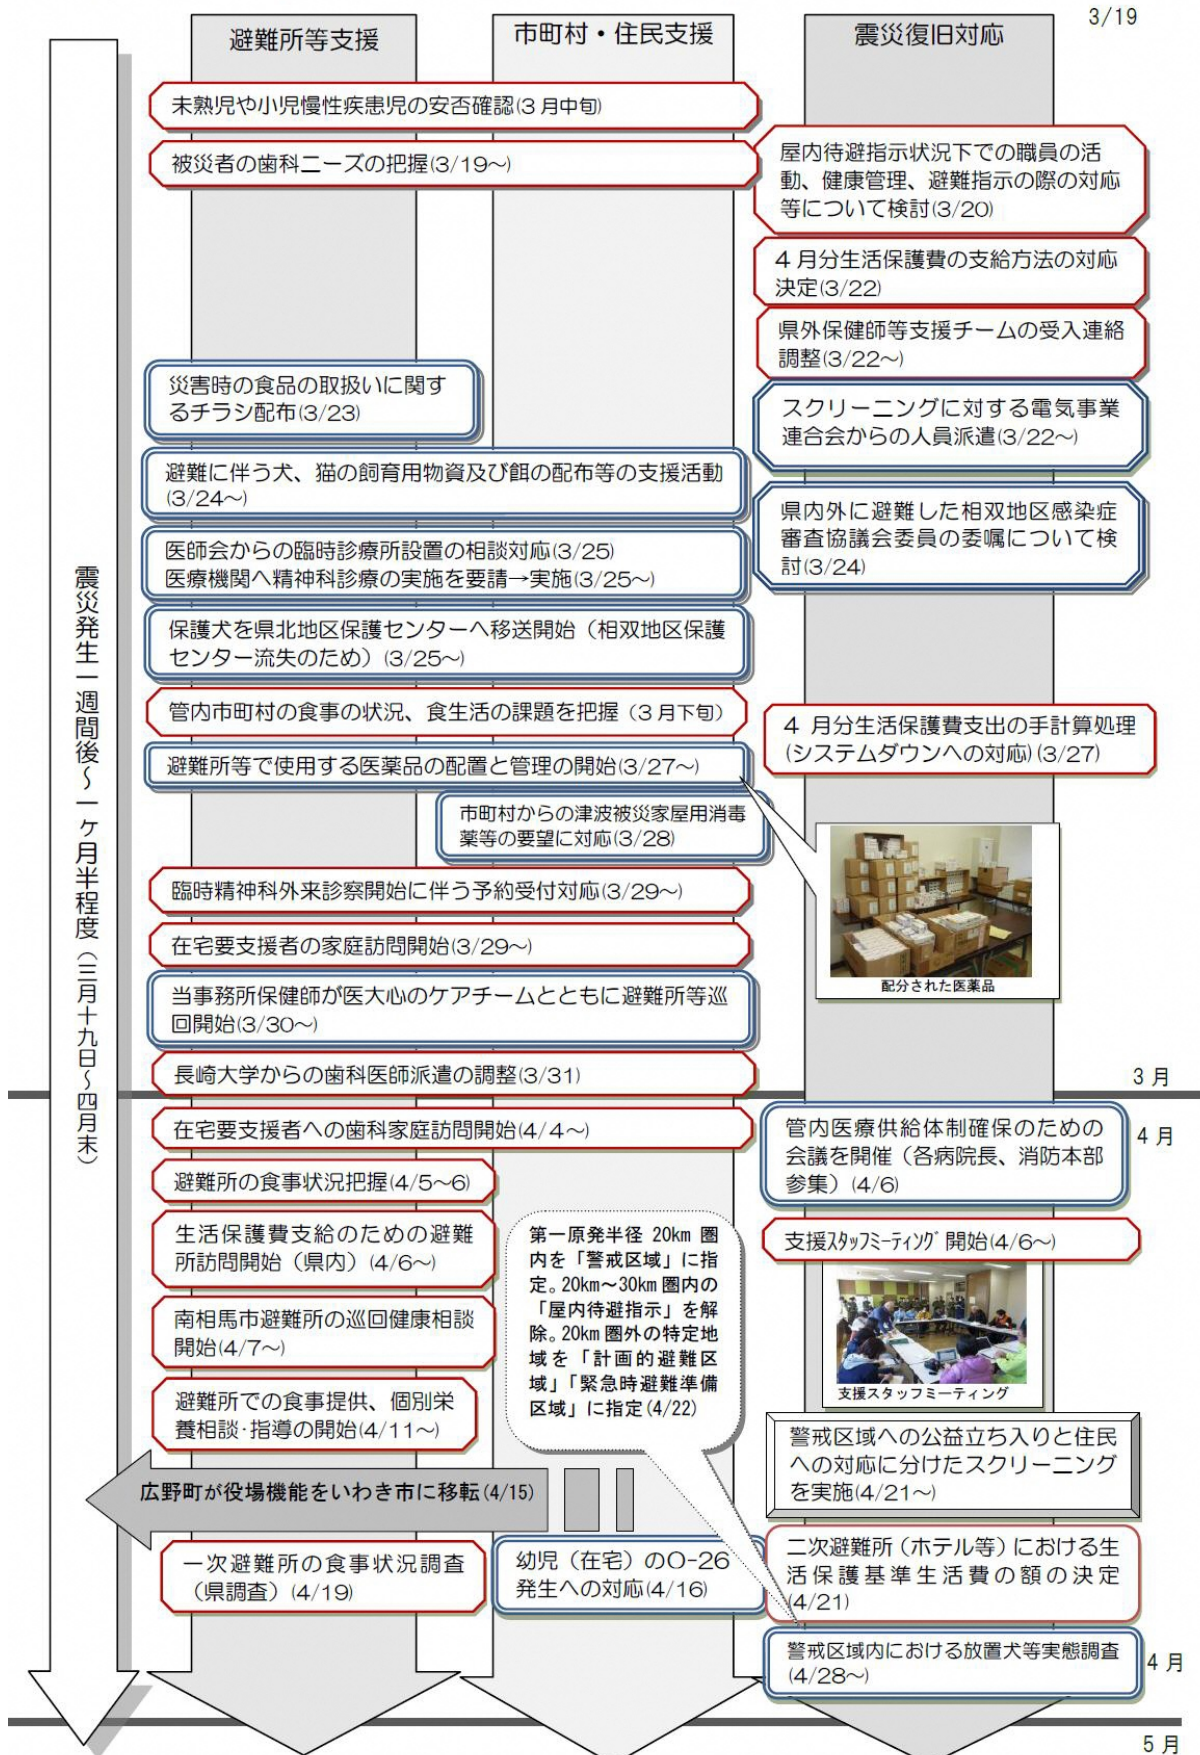 3/19
避難所等支援
市町村・住民支援
震災復旧対応
震災発生一週間後～一ヶ月半程度（三月十九日～四月末）
未熟児や小児慢性疾患児の安否確認(3月中旬)
被災者の歯科ニーズの把握(3/19～)
屋内待避指示状況下での職員の活
動、健康管理、避難指示の際の対応
等について検討(3/20)
4月分生活保護費の支給方法の対応
決定(3/22)
県外保健師等支援チームの受入連絡
調整(3/22～)
災害時の食品の取扱いに関す
るチラシ配布(3/23)
スクリーニングに対する電気事業
連合会からの人員派遣(3/22～)
避難に伴う犬、猫の飼育用物資及び餌の配布等の支援活動
(3/24～)
県内外に避難した相双地区感染症
審査協議会委員の委嘱について検
討(3/24)
医師会からの臨時診療所設置の相談対応(3/25)
医療機関へ精神科診療の実施を要請→実施(3/25～)
保護犬を県北地区保護センターへ移送開始（相双地区保護
センター流失のため）(3/25～)
管内市町村の食事の状況、食生活の課題を把握（3月下旬）
4 月分生活保護費支出の手計算処理
(システムダウンへの対応)(3/27)
避難所等で使用する医薬品の配置と管理の開始(3/27～)
市町村からの津波被災家屋用消毒
薬等の要望に対応(3/28)
配分された医薬品
臨時精神科外来診察開始に伴う予約受付対応(3/29～)
在宅要支援者の家庭訪問開始(3/29～)
当事務所保健師が医大心のケアチームとともに避難所等巡
回開始(3/30～)
長崎大学からの歯科医師派遣の調整(3/31)
3月
4月
在宅要支援者への歯科家庭訪問開始(4/4～)
管内医療供給体制確保のための
会議を開催（各病院長、消防本部
参集）(4/6)
避難所の食事状況把握(4/5～6)
生活保護費支給のための避難
所訪問開始（県内）(4/6～)
支援ｽﾀｯﾌﾐｰﾃｨﾝｸﾞ開始(4/6～)
支援スタッフミーティング
第一原発半径 20km 圏
内を「警戒区域」に指
定。20km～30km 圏内の
「屋内待避指示」を解
除。20km 圏外の特定地
域を「計画的避難区
域」「緊急時避難準備
区域」に指定(4/22)
南相馬市避難所の巡回健康相談
開始(4/7～)
避難所での食事提供、個別栄
養相談･指導の開始(4/11～)
警戒区域への公益立ち入りと住民
への対応に分けたスクリーニング
を実施(4/21～)
広野町が役場機能をいわき市に移転(4/15)
一次避難所の食事状況調査
（県調査）(4/19)
幼児（在宅）のO-26
発生への対応(4/16)
二次避難所（ホテル等）における生
活保護基準生活費の額の決定
(4/21)
警戒区域内における放置犬等実態調査
(4/28～)
4月
5月